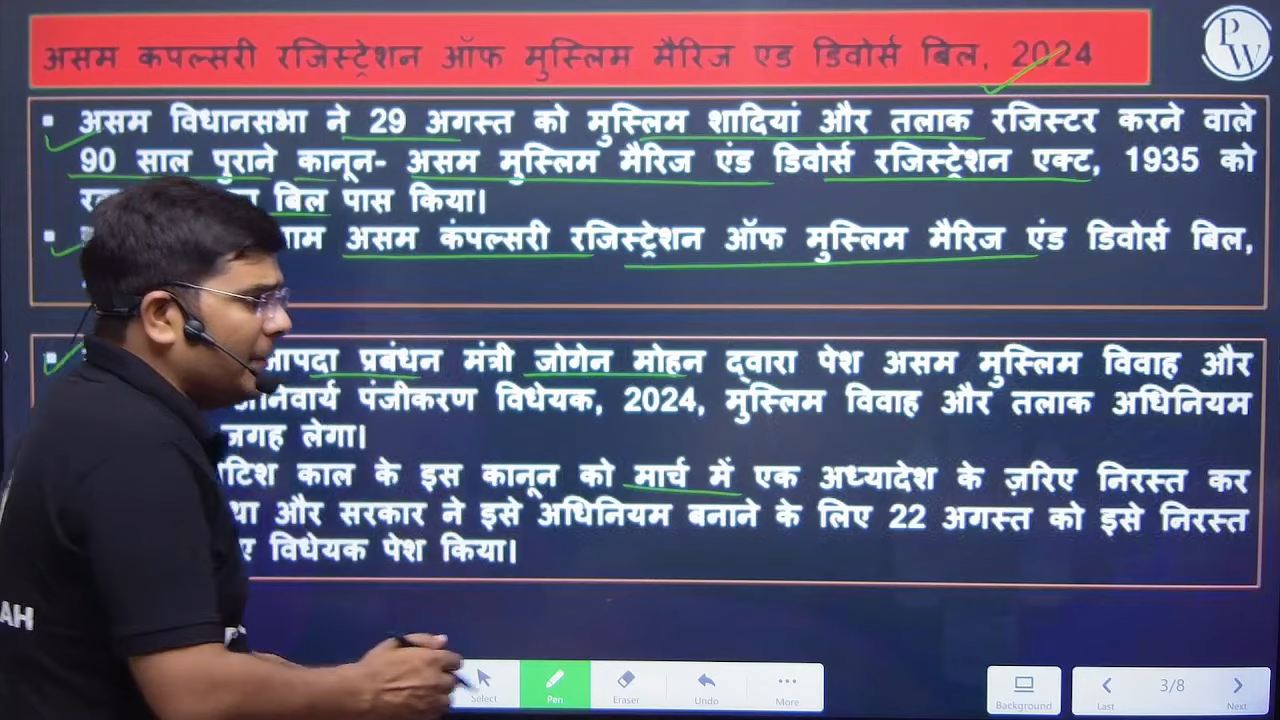 असम कपल्सरी रजिस्ट्रेशन ऑफ मुस्लिम मैरिज एड डिवोर्स बिल, 2024
PW
असम विधानसभा ने 29 अगस्त को मुस्लिम शादियां और तलाक रजिस्टर करने वाले
90 साल पुराने कानून- असम मुस्लिम मैरिज एंड डिवोर्स रजिस्ट्रेशन एक्ट, 1935 को
बिल पास किया।
असम कंपल्सरी रजिस्ट्रेशन ऑफ मुस्लिम मैरिज एंड डिवोर्स बिल,
आपदा प्रबंधन मंत्री जोगेन मोहन द्वारा पेश असम मुस्लिम विवाह और
पंजीकरण विधेयक, 2024, मुस्लिम विवाह और तलाक अधिनियम
जगह लेगा।
काल के इस कानून को मार्च में एक अध्यादेश के ज़रिए निरस्त कर
था और सरकार ने इसे अधिनियम बनाने के लिए 22 अगस्त को इसे निरस्त
विधेयक पेश किया।
AH
Select Pen Eraser Undo More Background Last 3/8 Next